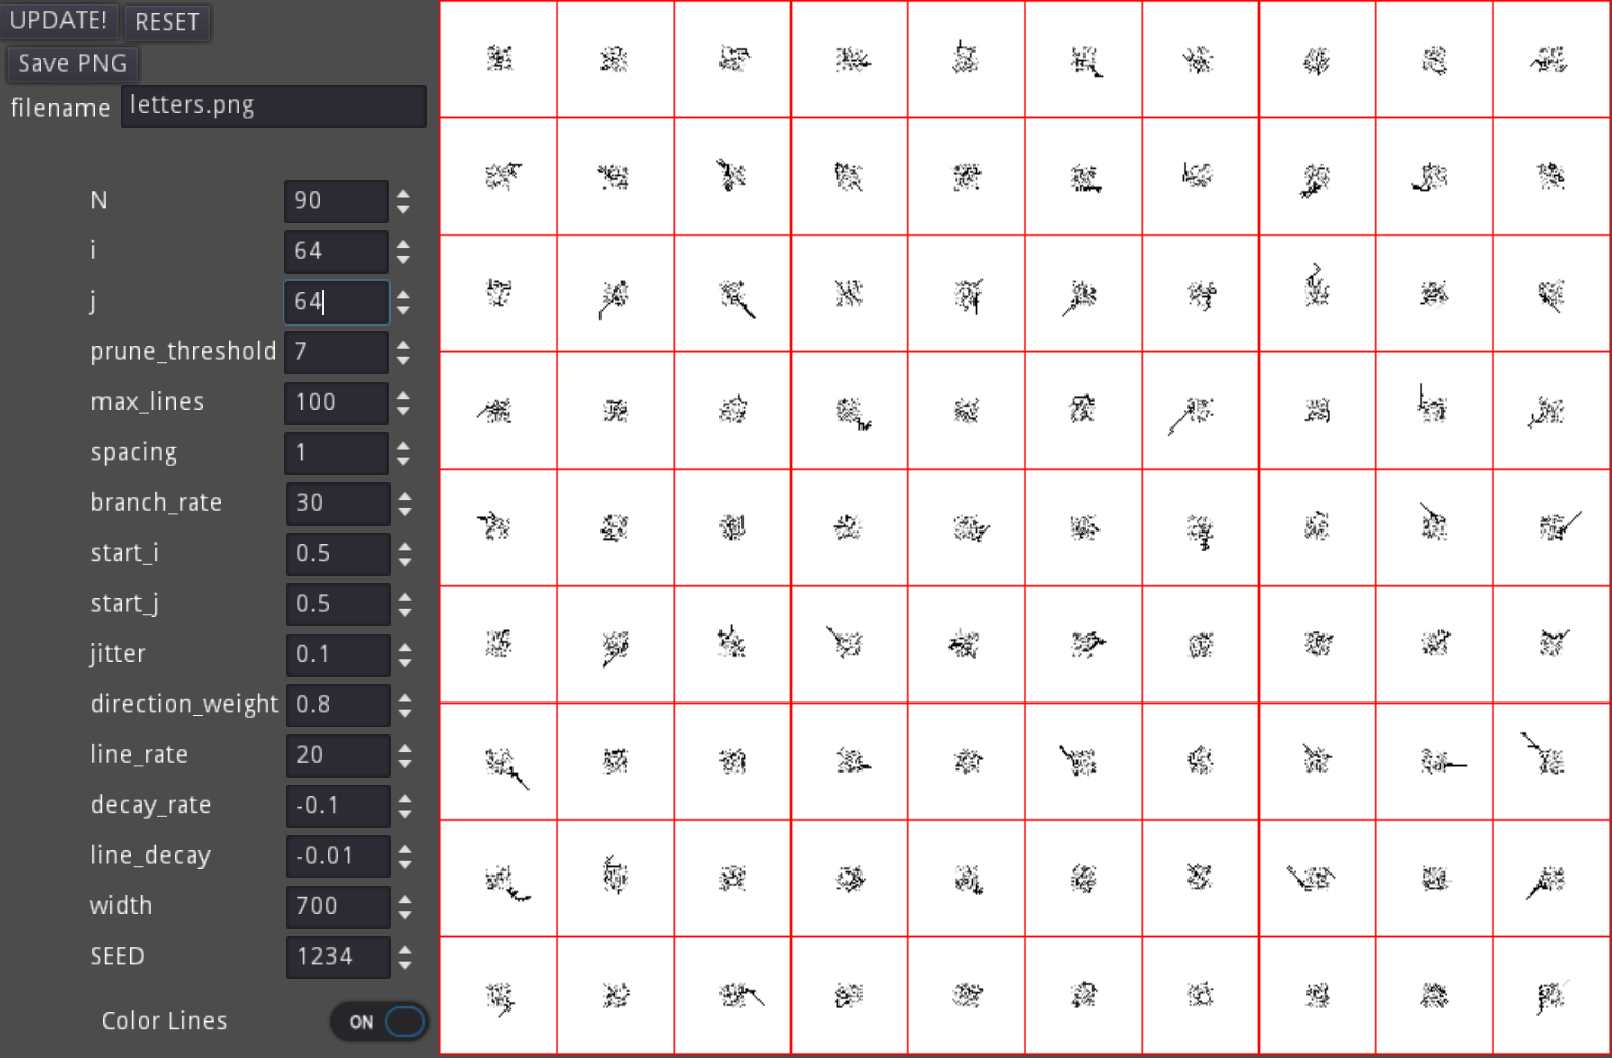 UPDATE! RESET
Save PNG
filename letters.png
N 90
i 64
j 64
prune_threshold 7
max_lines 100
spacing 1
branch_rate 30
start_i 0.5
start_j 0.5
jitter 0.1
direction_weight 0.8
line_rate 20
decay_rate -0.1
line_decay -0.01
width 700
SEED 1234
Color Lines ON